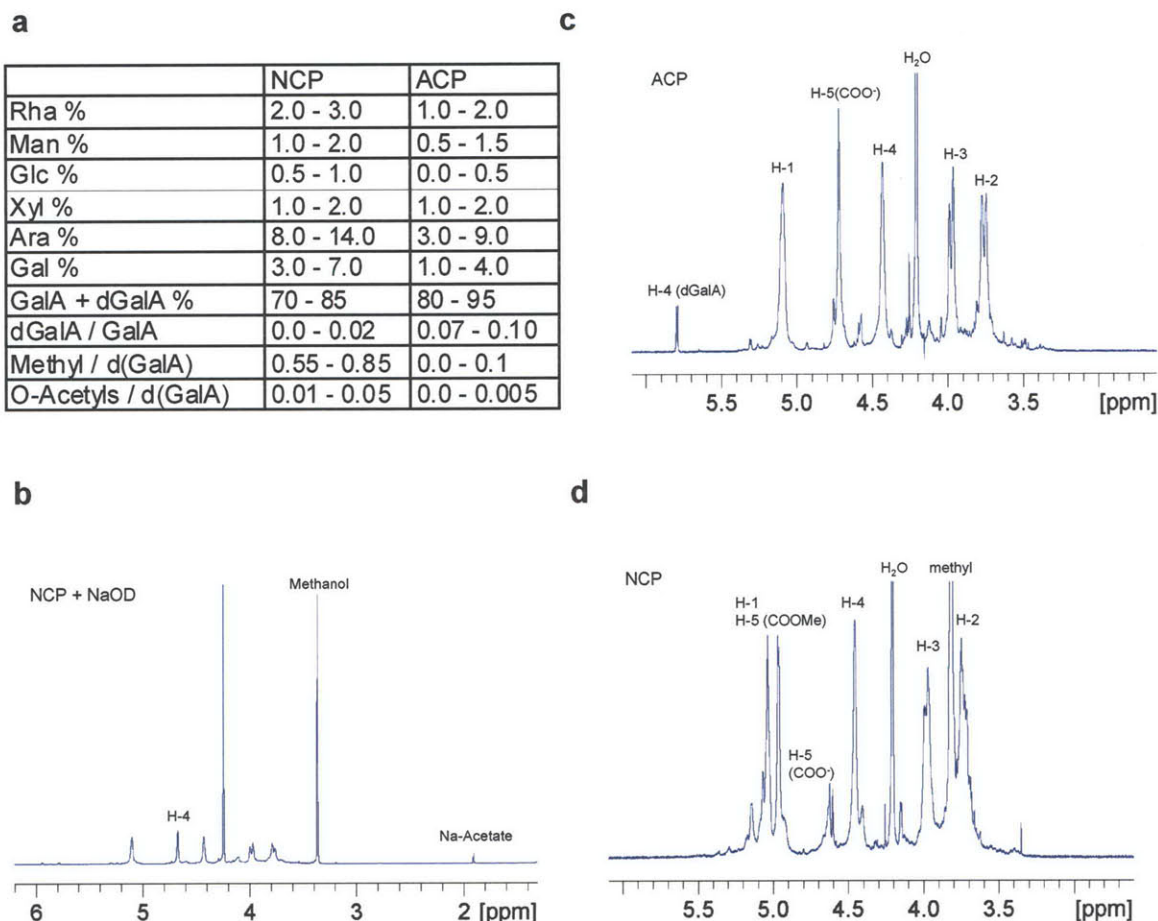 a
NCP ACP
Rha % 2.0 - 3.0 1.0 - 2.0
Man % 1.0 - 2.0 0.5 - 1.5
Glc % 0.5 - 1.0 0.0 - 0.5
Xyl % 1.0 - 2.0 1.0 - 2.0
Ara % 8.0 - 14.0 3.0 - 9.0
Gal % 3.0 - 7.0 1.0 - 4.0
GalA + dGalA % 70 - 85 80 - 95
dGalA / GalA 0.0 - 0.02 0.07 - 0.10
Methyl / d(GalA) 0.55 - 0.85 0.0 - 0.1
O-Acetyls / d(GalA) 0.01 - 0.05 0.0 - 0.005
b
NCP + NaOD
Methanol
H-4
Na-Acetate
6 5 4 3 2 [ppm]
c
ACP
H₂O
H-5(COO⁻)
H-4
H-3
H-1
H-2
H-4 (dGalA)
5.5 5.0 4.5 4.0 3.5 [ppm]
d
NCP
H₂O methyl
H-1
H-5 (COOMe)
H-4
H-2
H-3
H-5
(COO⁻)
5.5 5.0 4.5 4.0 3.5 [ppm]